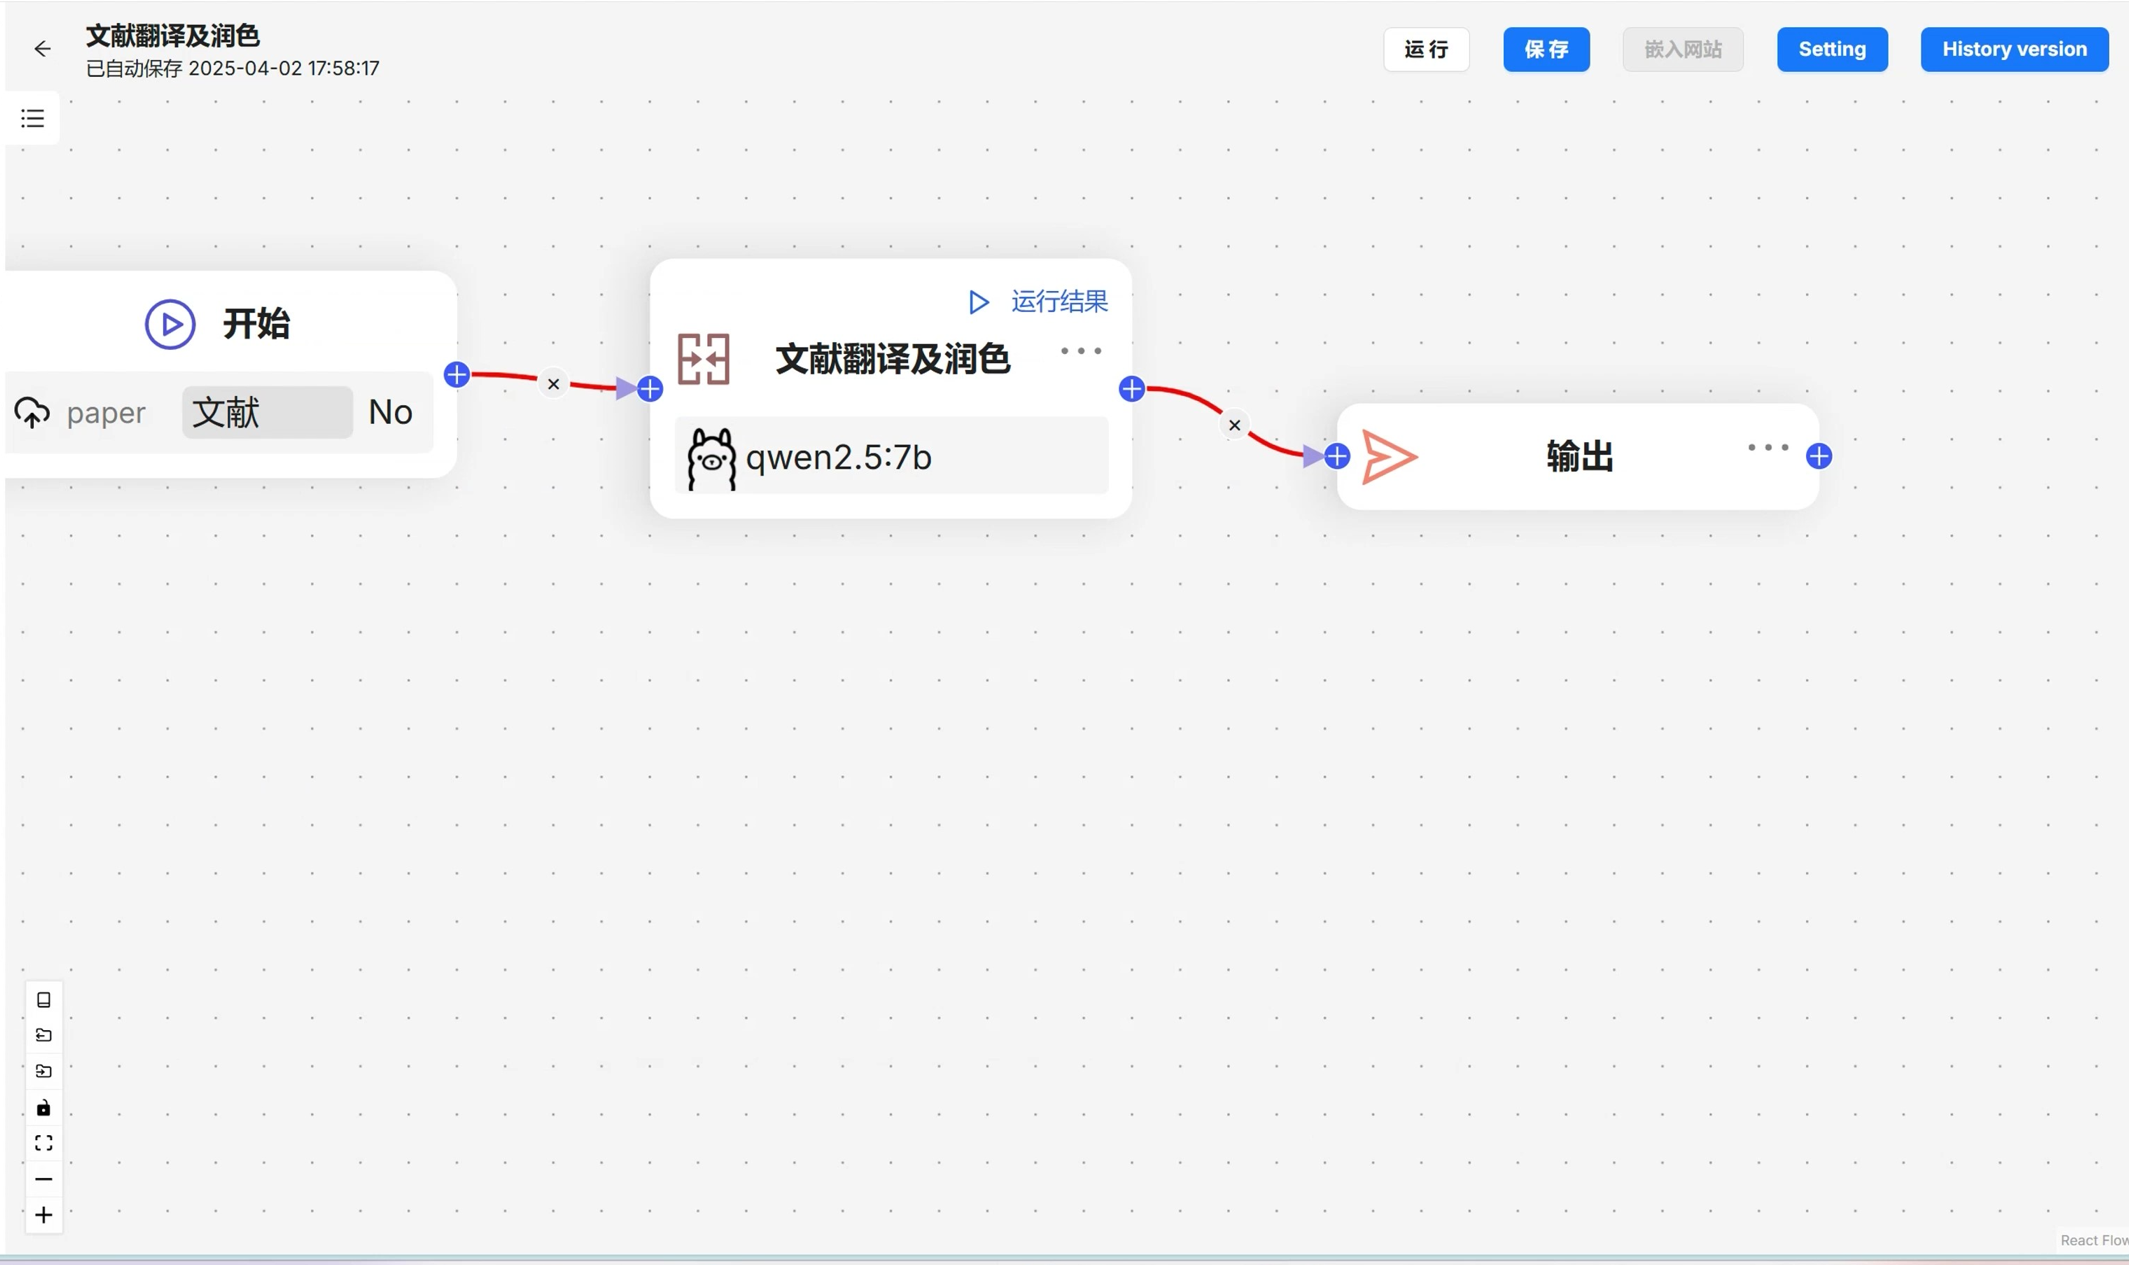 文献翻译及润色
已自动保存 2025-04-02 17:58:17
运行
保存
嵌入网站
Setting
History version
开始
paper 文献 No
运行结果
文献翻译及润色
qwen2.5:7b
输出
React Flow